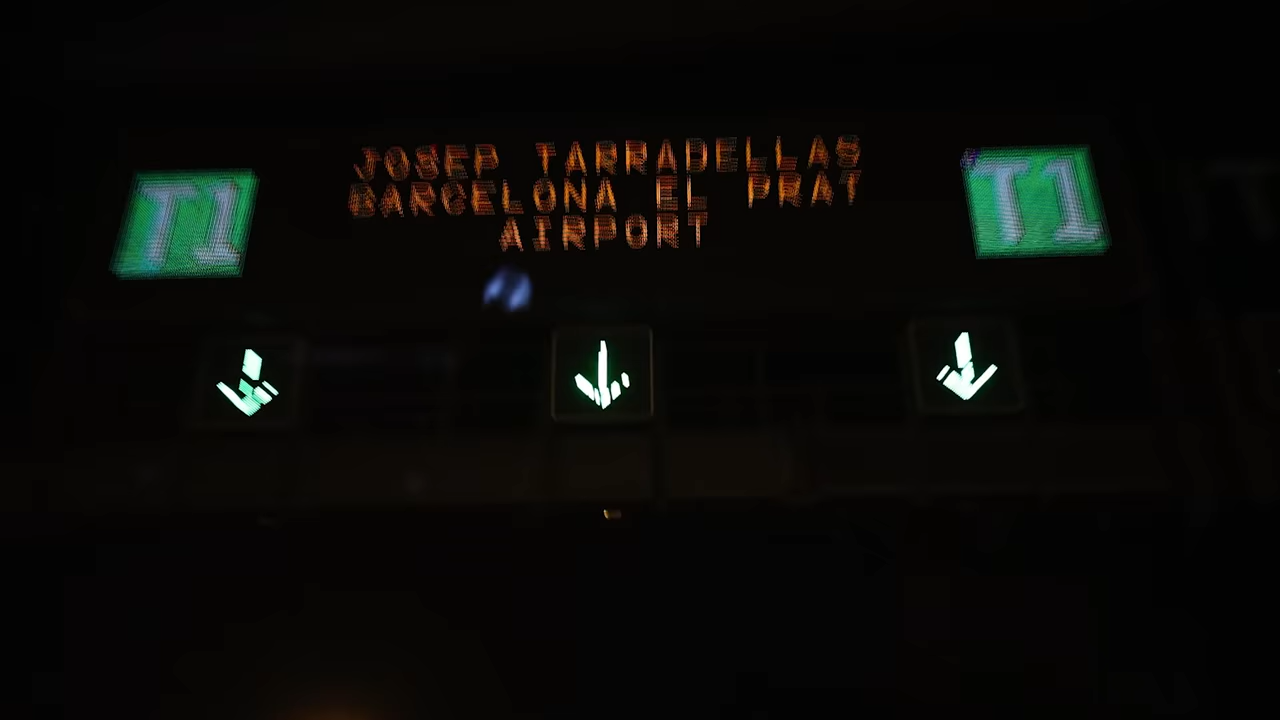 T1
JOSEP TARRADELLAS
BARCELONA EL PRAT
AIRPORT
T1